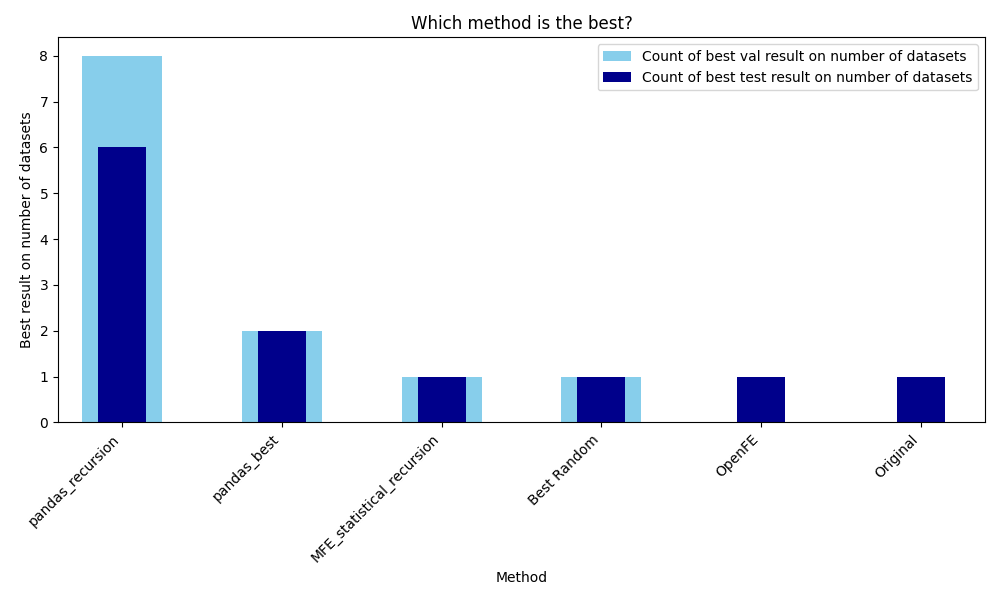 Which method is the best?
Count of best val result on number of datasets
Count of best test result on number of datasets
Best result on number of datasets
8
7
6
5
4
3
2
1
0
pandas_recursion
pandas_best
MFE_statistical_recursion
Best Random
OpenFE
Original
Method